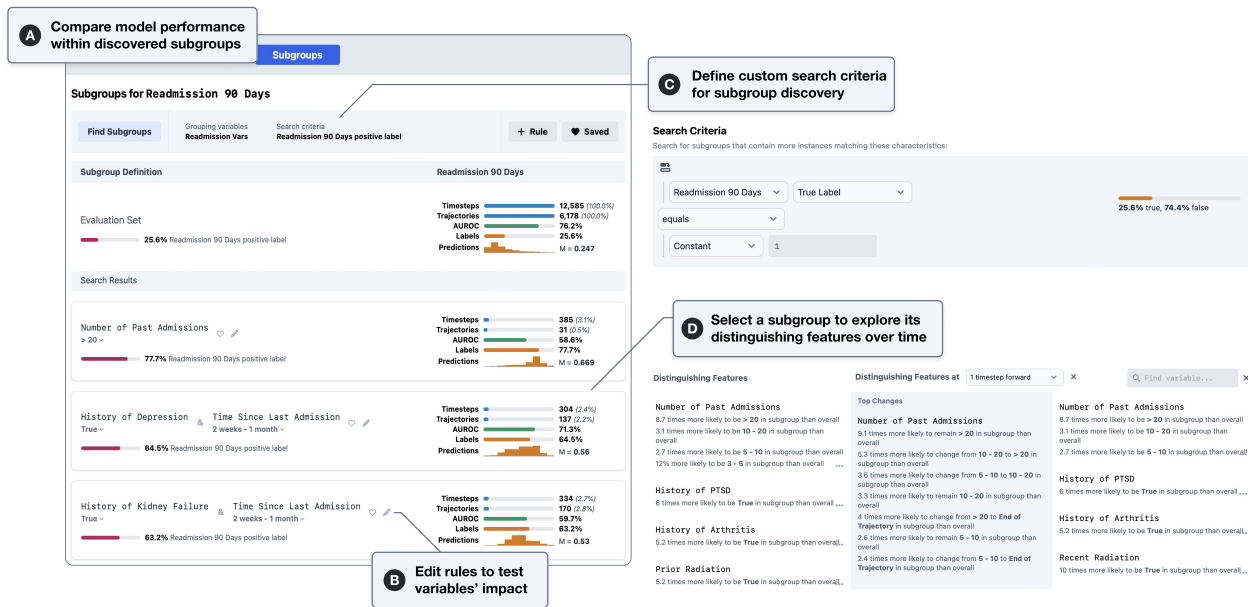 A
Compare model performance
within discovered subgroups
Subgroups
Subgroups for Readmission 90 Days
Find Subgroups
Grouping variables
Readmission Vars
Search criteria
Readmission 90 Days positive label
+ Rule
Saved
Subgroup Definition
Readmission 90 Days
Evaluation Set
25.6% Readmission 90 Days positive label
Timesteps 12,585 (100.0%)
Trajectories 6,178 (100.0%)
AUROC 76.2%
Labels 25.6%
Predictions M = 0.247
Search Results
Number of Past Admissions
> 20
77.7% Readmission 90 Days positive label
Timesteps 385 (3.1%)
Trajectories 31 (0.5%)
AUROC 58.6%
Labels 77.7%
Predictions M = 0.669
History of Depression & Time Since Last Admission
True 2 weeks - 1 month
64.5% Readmission 90 Days positive label
Timesteps 304 (2.4%)
Trajectories 137 (2.2%)
AUROC 71.3%
Labels 64.5%
Predictions M = 0.56
History of Kidney Failure & Time Since Last Admission
True 2 weeks - 1 month
63.2% Readmission 90 Days positive label
Timesteps 334 (2.7%)
Trajectories 170 (2.8%)
AUROC 59.7%
Labels 63.2%
Predictions M = 0.53
B
Edit rules to test
variables' impact
C
Define custom search criteria
for subgroup discovery
Search Criteria
Search for subgroups that contain more instances matching these characteristics:
Readmission 90 Days True Label
equals
Constant 1
25.6% true, 74.4% false
D
Select a subgroup to explore its
distinguishing features over time
Distinguishing Features
Number of Past Admissions
8.7 times more likely to be > 20 in subgroup than overall
3.1 times more likely to be 10 - 20 in subgroup than
overall
2.7 times more likely to be 5 - 10 in subgroup than overall
12% more likely to be 3 - 5 in subgroup than overall ...
History of PTSD
6 times more likely to be True in subgroup than overall ...
History of Arthritis
5.2 times more likely to be True in subgroup than overall...
Prior Radiation
5.2 times more likely to be True in subgroup than overall...
Distinguishing Features at 1 timestep forward ×
Top Changes
Number of Past Admissions
9.1 times more likely to remain > 20 in subgroup than
overall
5.3 times more likely to change from 10 - 20 to > 20 in
subgroup than overall
3.6 times more likely to change from 5 - 10 to 10 - 20 in
subgroup than overall
3.3 times more likely to remain 10 - 20 in subgroup than
overall
4 times more likely to change from > 20 to End of
Trajectory in subgroup than overall
2.6 times more likely to remain 5 - 10 in subgroup than
overall
2.4 times more likely to change from 5 - 10 to End of
Trajectory in subgroup than overall
Find variable... ×
Number of Past Admissions
8.7 times more likely to be > 20 in subgroup than overall
3.1 times more likely to be 10 - 20 in subgroup than
overall
2.7 times more likely to be 5 - 10 in subgroup than overall...
History of PTSD
6 times more likely to be True in subgroup than overall ...
History of Arthritis
5.2 times more likely to be True in subgroup than overall...
Recent Radiation
10 times more likely to be True in subgroup than overall...